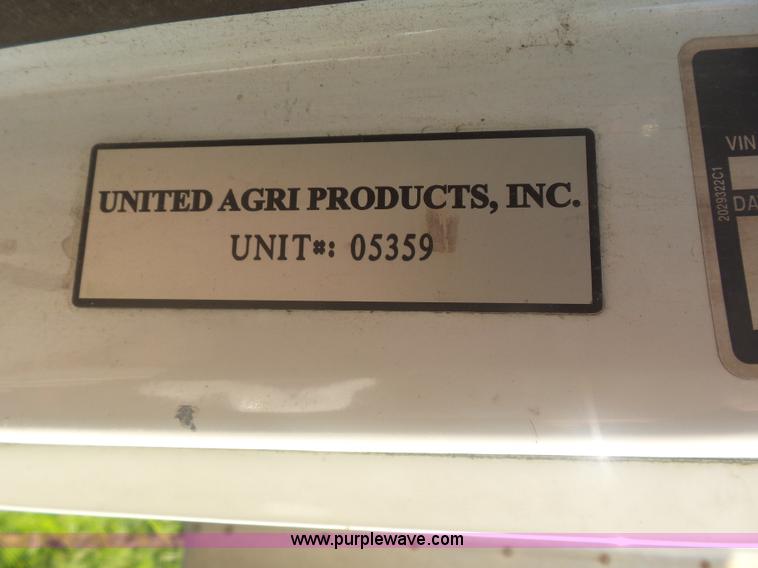 UNITED AGRI PRODUCTS, INC.
UNIT#: 05359
VIN
2029322C1
DA
www.purplewave.com